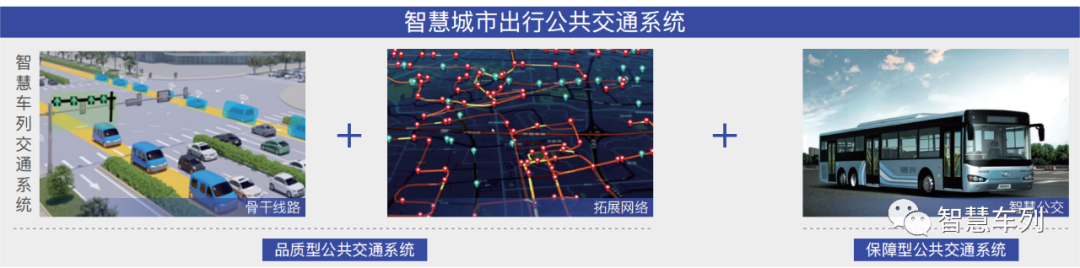 智慧城市出行公共交通系统
智慧车列交通系统
骨干线路
拓展网络
智慧公交
智慧车列
品质型公共交通系统
保障型公共交通系统